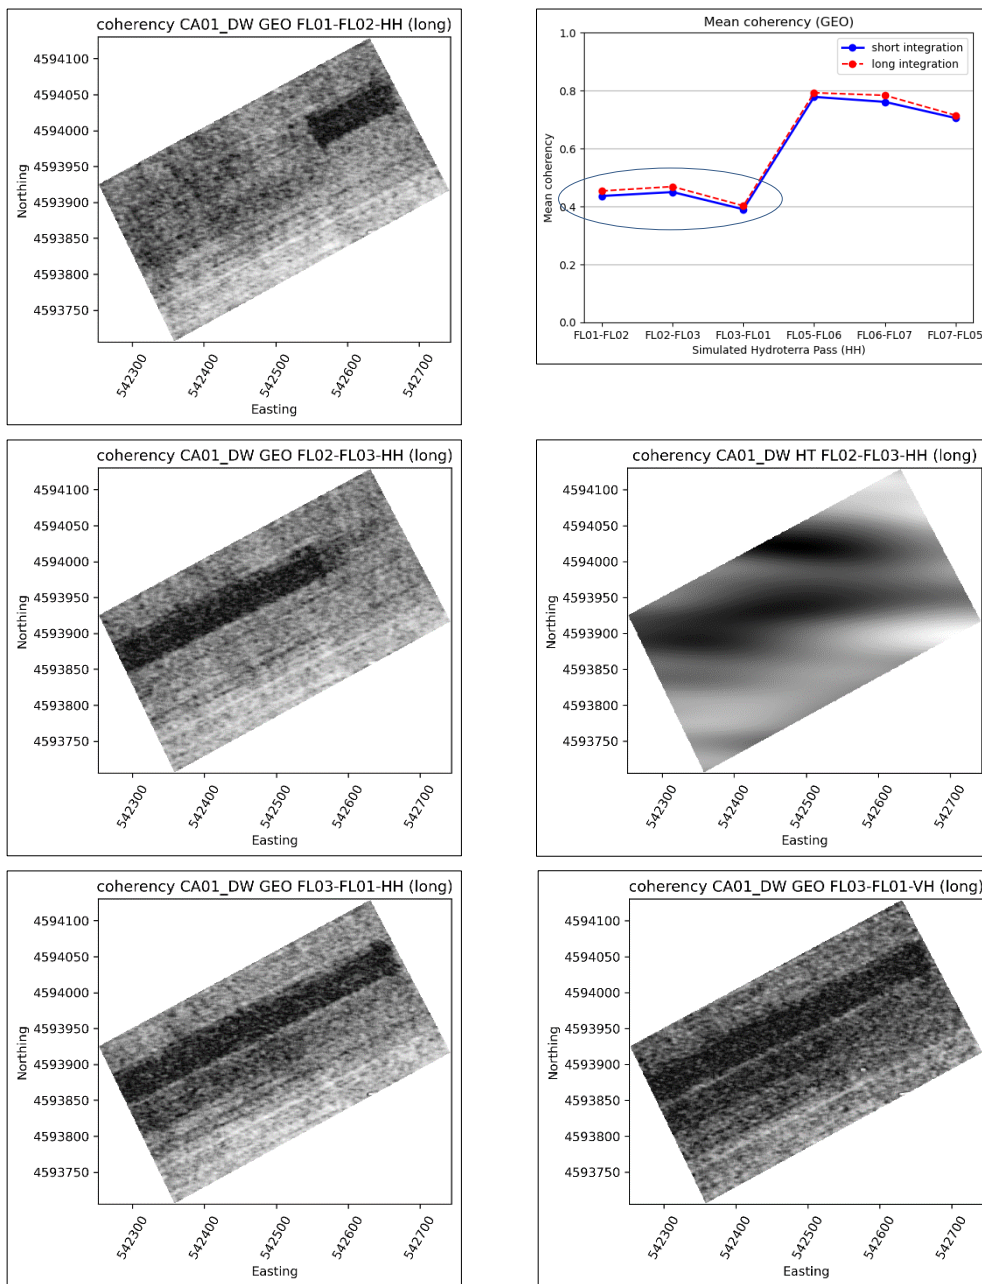 coherency CA01_DW GEO FL01-FL02-HH (long)
4594100
4594050
4594000
4593950
4593900
4593850
4593800
4593750
Northing
542300
542400
542500
542600
542700
Easting
Mean coherency (GEO)
1.0
0.8
0.6
0.4
0.2
0.0
Mean coherency
short integration
long integration
FL01-FL02
FL02-FL03
FL03-FL01
FL05-FL06
FL06-FL07
FL07-FL05
Simulated Hydroterra Pass (HH)
coherency CA01_DW GEO FL02-FL03-HH (long)
4594100
4594050
4594000
4593950
4593900
4593850
4593800
4593750
Northing
542300
542400
542500
542600
542700
Easting
coherency CA01_DW HT FL02-FL03-HH (long)
4594100
4594050
4594000
4593950
4593900
4593850
4593800
4593750
Northing
542300
542400
542500
542600
542700
Easting
coherency CA01_DW GEO FL03-FL01-HH (long)
4594100
4594050
4594000
4593950
4593900
4593850
4593800
4593750
Northing
542300
542400
542500
542600
542700
Easting
coherency CA01_DW GEO FL03-FL01-VH (long)
4594100
4594050
4594000
4593950
4593900
4593850
4593800
4593750
Northing
542300
542400
542500
542600
542700
Easting